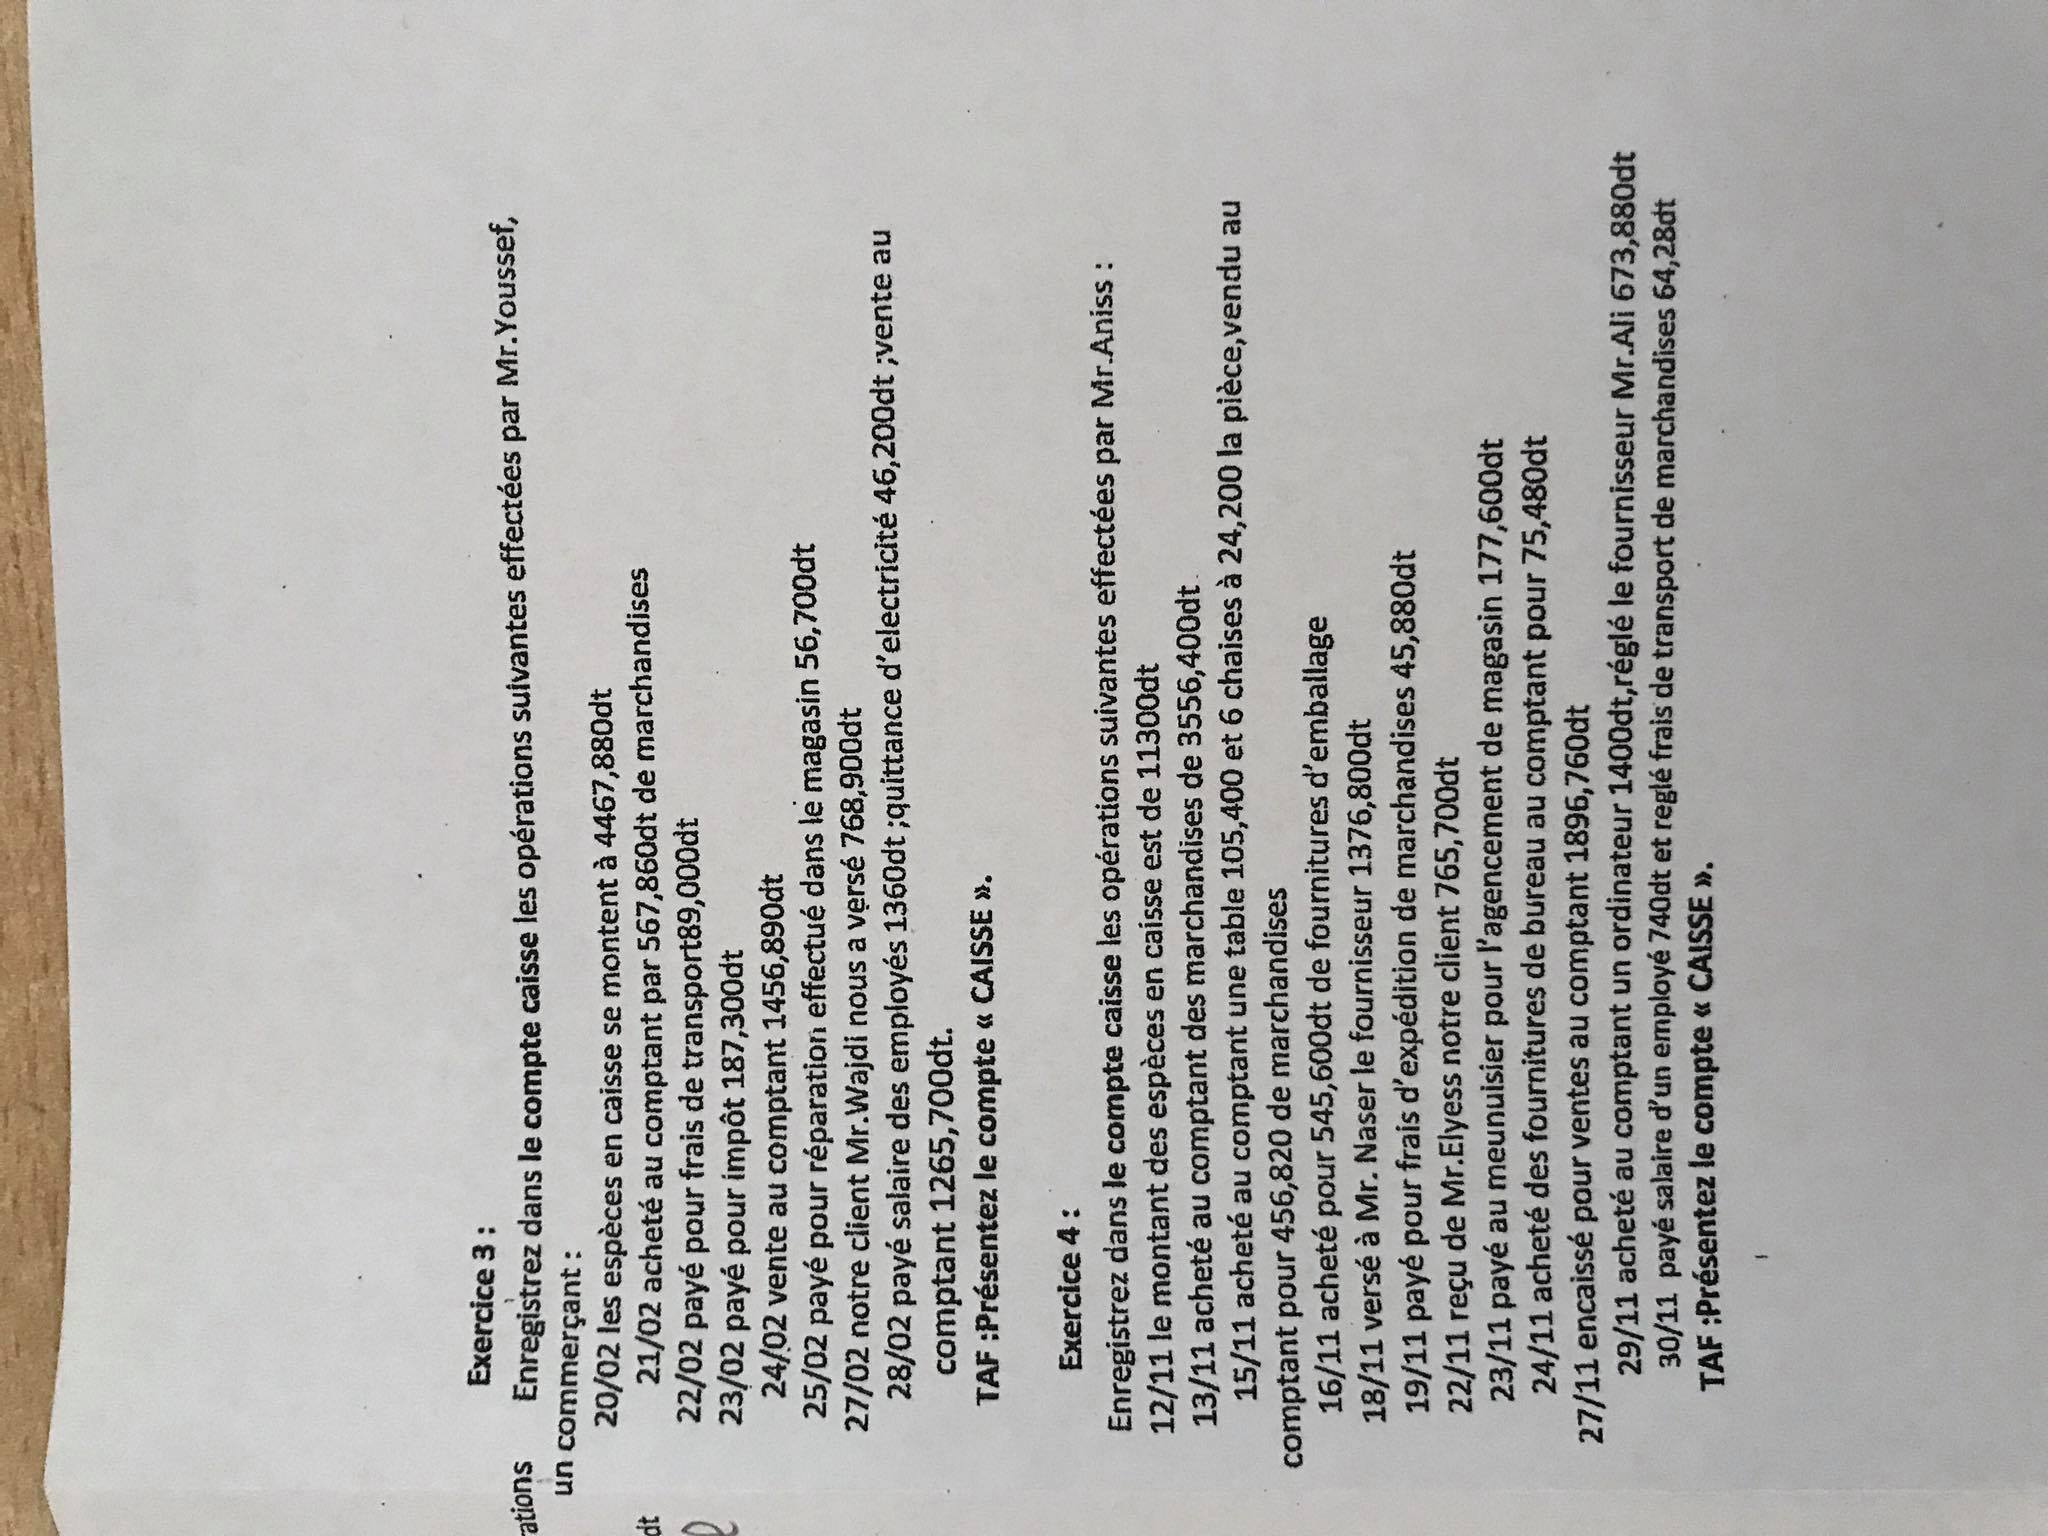 Exercice 3 :
rations
Enregistrez dans le compte caisse les opérations suivantes effectées par Mr.Youssef,
un commerçant :
20/02 les espèces en caisse se montent à 4467,880dt
dt
21/02 acheté au comptant par 567,860dt de marchandises
22/02 payé pour frais de transport89,000dt
23/02 payé pour impôt 187,300dt
24/02 vente au comptant 1456,890dt
25/02 payé pour réparation effectué dans le magasin 56,700dt
27/02 notre client Mr.Wajdi nous a versé 768,900dt
28/02 payé salaire des employés 1360dt ;quittance d'electricité 46,200dt ;vente au
comptant 1265,700dt.
TAF :Présentez le compte « CAISSE ».
Exercice 4 :
Enregistrez dans le compte caisse les opérations suivantes effectées par Mr.Aniss :
12/11 le montant des espèces en caisse est de 11300dt
13/11 acheté au comptant des marchandises de 3556,400dt
15/11 acheté au comptant une table 105,400 et 6 chaises à 24,200 la pièce,vendu au
comptant pour 456,820 de marchandises
16/11 acheté pour 545,600dt de fournitures d'emballage
18/11 versé à Mr. Naser le fournisseur 1376,800dt
19/11 payé pour frais d'expédition de marchandises 45,880dt
22/11 reçu de Mr.Elyess notre client 765,700dt
23/11 payé au meunuisier pour l'agencement de magasin 177,600dt
24/11 acheté des fournitures de bureau au comptant pour 75,480dt
27/11 encaissé pour ventes au comptant 1896,760dt
29/11 acheté au comptant un ordinateur 1400dt,réglé le fournisseur Mr.Ali 673,880dt
30/11 payé salaire d'un employé 740dt et reglé frais de transport de marchandises 64,28dt
TAF :Présentez le compte « CAISSE ».